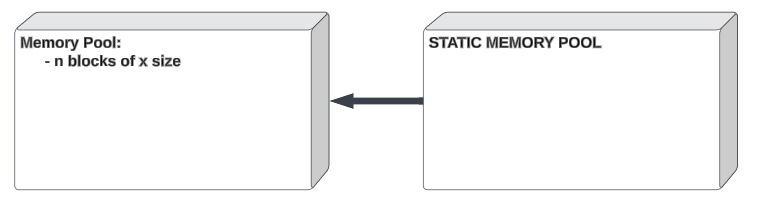 Memory Pool:
- n blocks of x size
STATIC MEMORY POOL